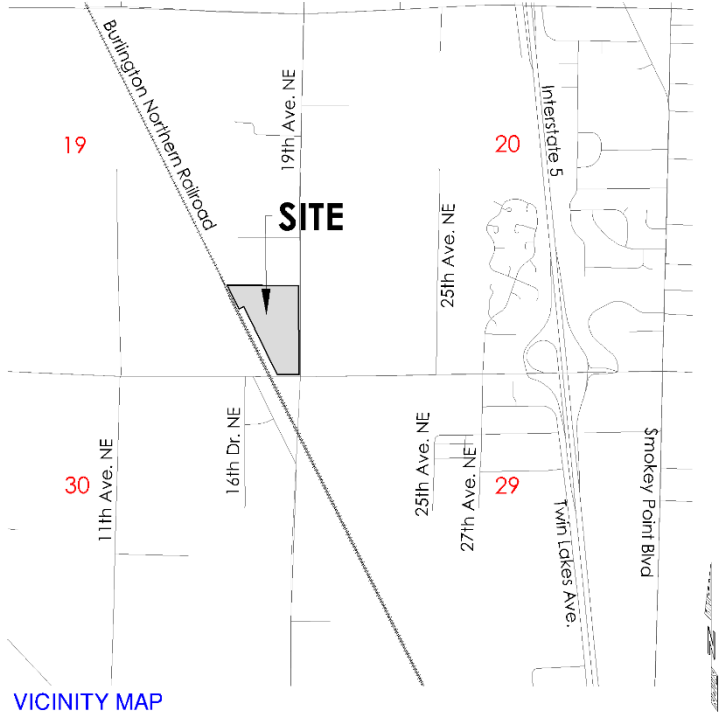 Burlington Northern Railroad
19th Ave. NE
Interstate 5
19
20
SITE
25th Ave. NE
30
11th Ave. NE
16th Dr. NE
25th Ave. NE
27th Ave. NE
29
Twin Lakes Ave.
Smokey Point Blvd
VICINITY MAP